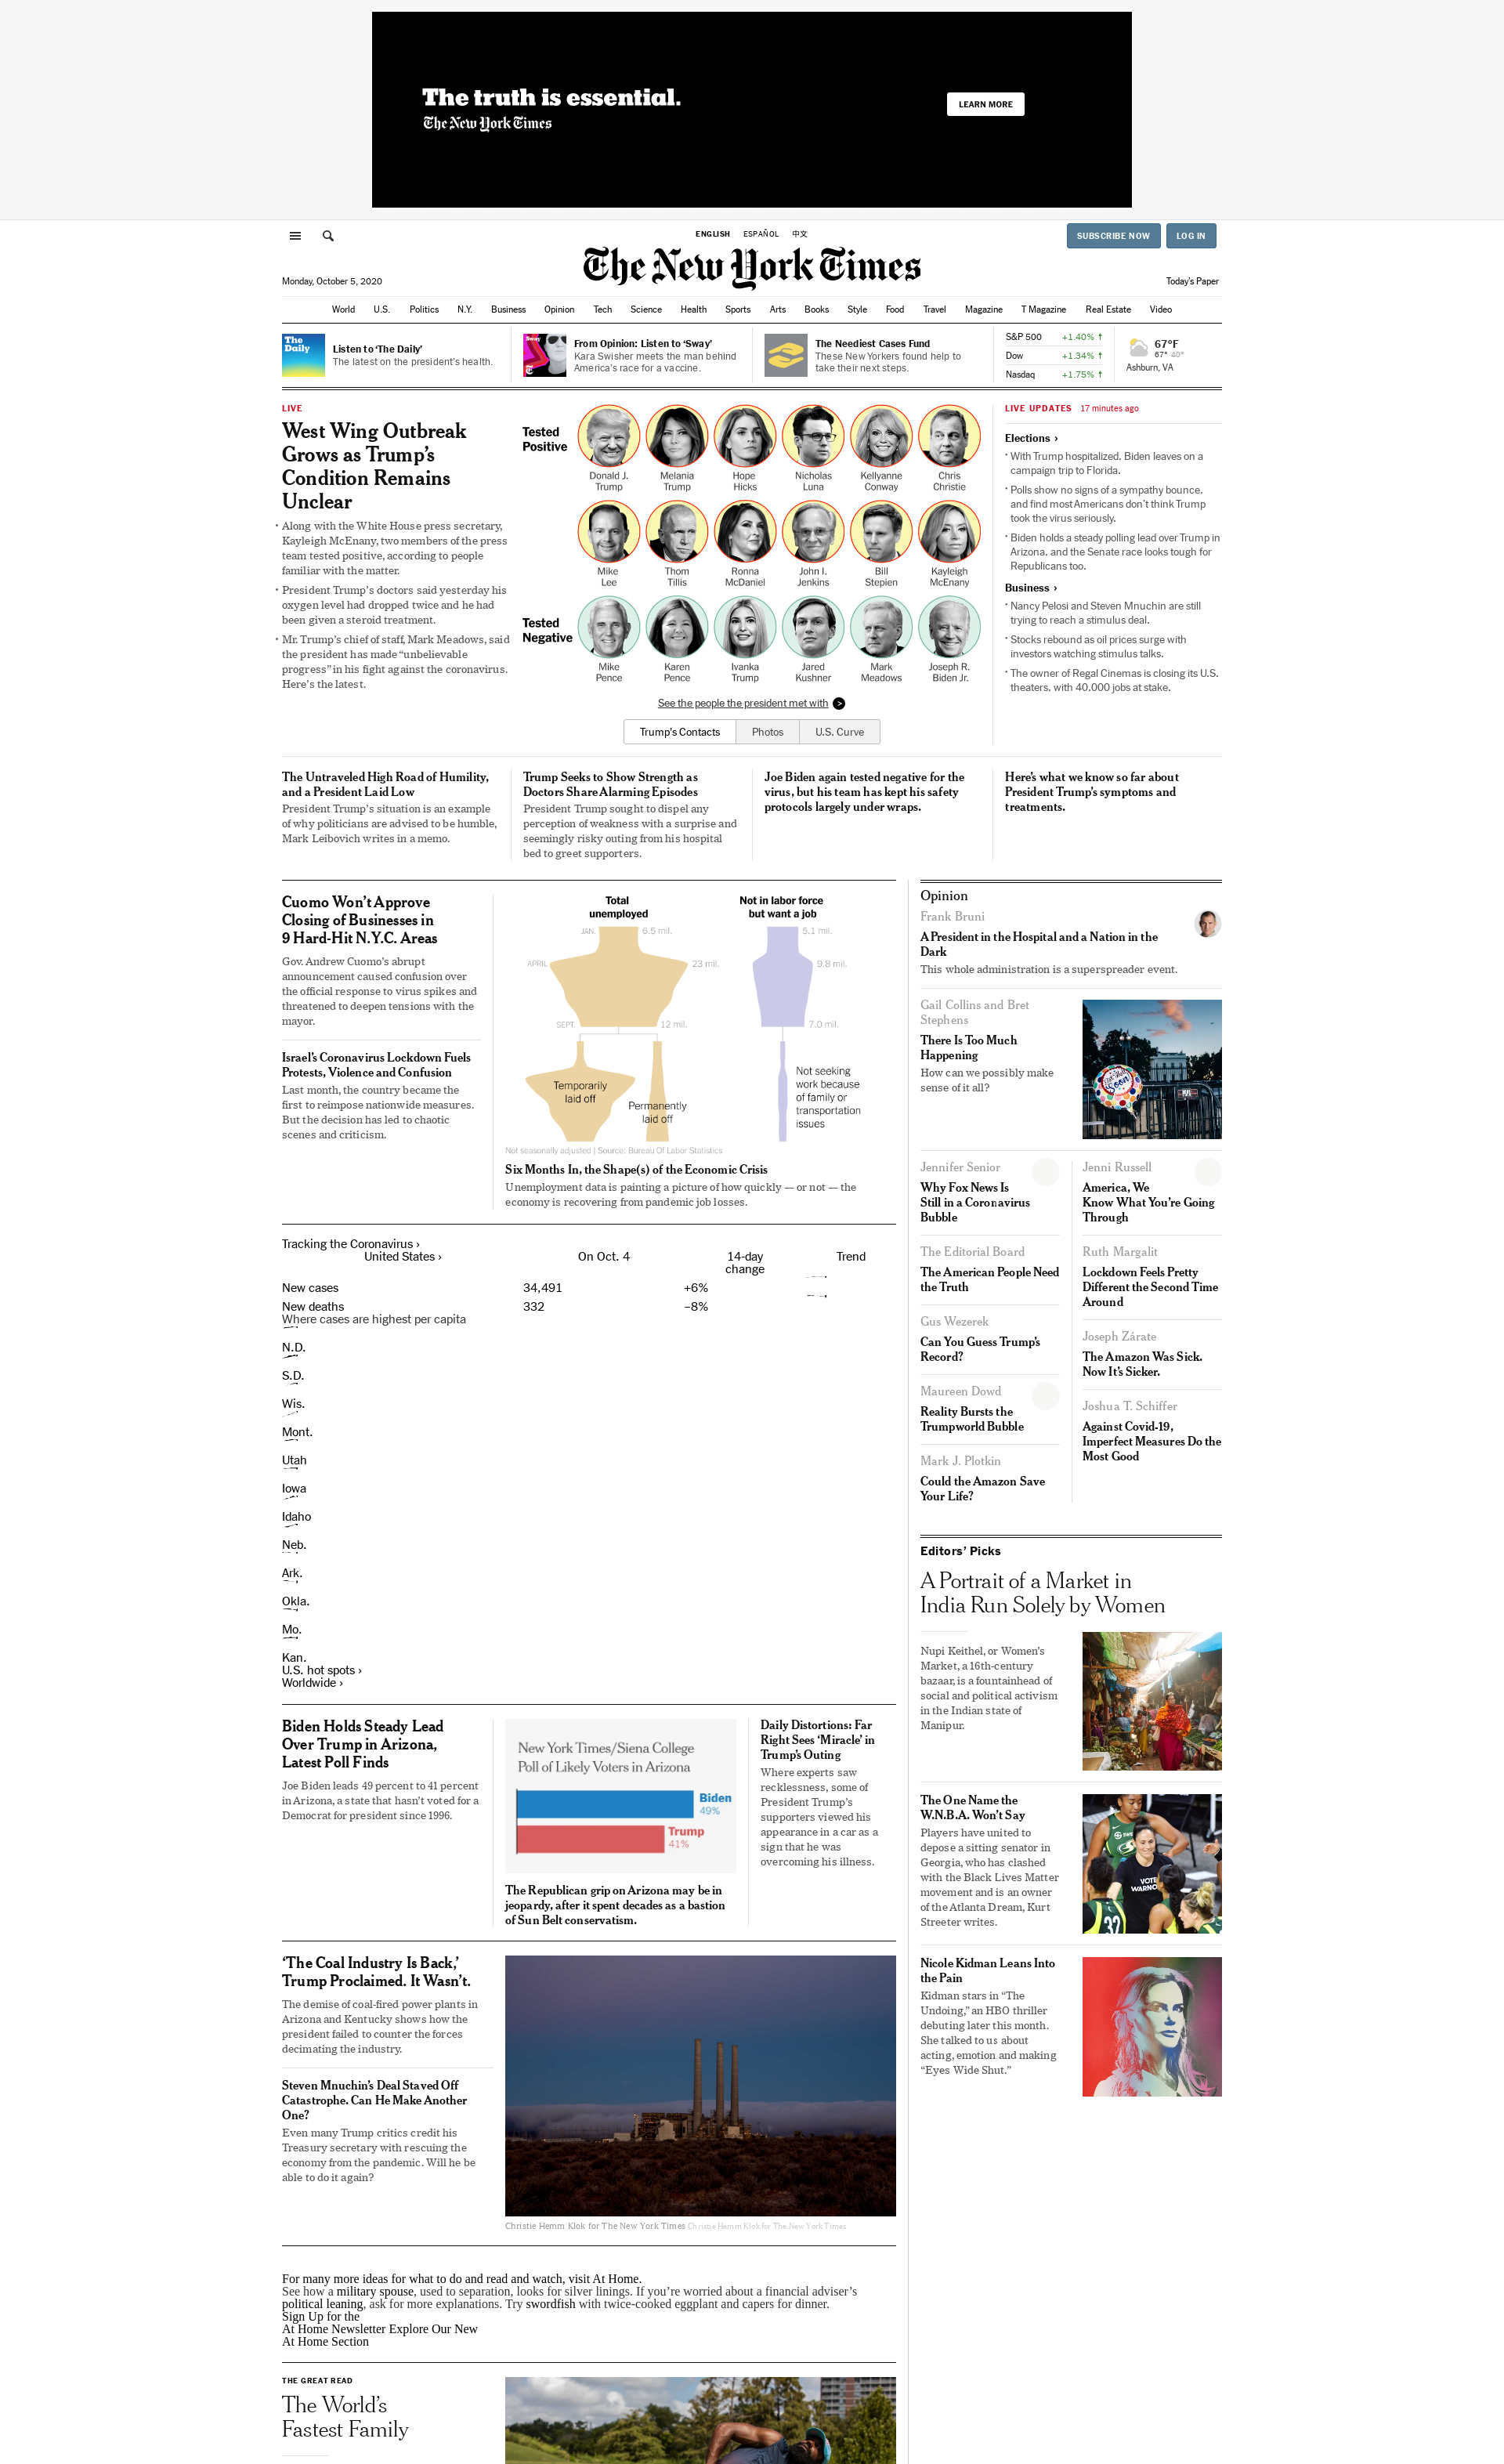 The truth is essential.
The New York Times
LEARN MORE
ENGLISH ESPAÑOL 中文
SUBSCRIBE NOW LOG IN
The New York Times
Monday, October 5, 2020
Today's Paper
World U.S. Politics N.Y. Business Opinion Tech Science Health Sports Arts Books Style Food Travel Magazine T Magazine Real Estate Video
The
Daily
Listen to ‘The Daily’
The latest on the president's health.
Sway
From Opinion: Listen to ‘Sway’
Kara Swisher meets the man behind
America's race for a vaccine.
The Neediest Cases Fund
These New Yorkers found help to
take their next steps.
S&P 500 +1.40% ↑
Dow +1.34% ↑
Nasdaq +1.75% ↑
67°F
67° 40°
Ashburn, VA
LIVE
West Wing Outbreak
Grows as Trump’s
Condition Remains
Unclear
• Along with the White House press secretary,
Kayleigh McEnany, two members of the press
team tested positive, according to people
familiar with the matter.
• President Trump’s doctors said yesterday his
oxygen level had dropped twice and he had
been given a steroid treatment.
• Mr. Trump’s chief of staff, Mark Meadows, said
the president has made “unbelievable
progress” in his fight against the coronavirus.
Here’s the latest.
Tested
Positive
Donald J.
Trump
Melania
Trump
Hope
Hicks
Nicholas
Luna
Kellyanne
Conway
Chris
Christie
Mike
Lee
Thom
Tillis
Ronna
McDaniel
John I.
Jenkins
Bill
Stepien
Kayleigh
McEnany
Tested
Negative
Mike
Pence
Karen
Pence
Ivanka
Trump
Jared
Kushner
Mark
Meadows
Joseph R.
Biden Jr.
See the people the president met with >
Trump's Contacts Photos U.S. Curve
LIVE UPDATES 17 minutes ago
Elections ›
• With Trump hospitalized, Biden leaves on a
campaign trip to Florida.
• Polls show no signs of a sympathy bounce,
and find most Americans don't think Trump
took the virus seriously.
• Biden holds a steady polling lead over Trump in
Arizona, and the Senate race looks tough for
Republicans too.
Business ›
• Nancy Pelosi and Steven Mnuchin are still
trying to reach a stimulus deal.
• Stocks rebound as oil prices surge with
investors watching stimulus talks.
• The owner of Regal Cinemas is closing its U.S.
theaters, with 40,000 jobs at stake.
The Untraveled High Road of Humility,
and a President Laid Low
President Trump’s situation is an example
of why politicians are advised to be humble,
Mark Leibovich writes in a memo.
Trump Seeks to Show Strength as
Doctors Share Alarming Episodes
President Trump sought to dispel any
perception of weakness with a surprise and
seemingly risky outing from his hospital
bed to greet supporters.
Joe Biden again tested negative for the
virus, but his team has kept his safety
protocols largely under wraps.
Here’s what we know so far about
President Trump’s symptoms and
treatments.
Cuomo Won’t Approve
Closing of Businesses in
9 Hard-Hit N.Y.C. Areas
Gov. Andrew Cuomo’s abrupt
announcement caused confusion over
the official response to virus spikes and
threatened to deepen tensions with the
mayor.
Israel’s Coronavirus Lockdown Fuels
Protests, Violence and Confusion
Last month, the country became the
first to reimpose nationwide measures.
But the decision has led to chaotic
scenes and criticism.
Total
unemployed
Not in labor force
but want a job
JAN. 6.5 mil. 5.1 mil.
APRIL 23 mil. 9.8 mil.
SEPT. 12 mil. 7.0 mil.
Temporarily
laid off
Permanently
laid off
Not seeking
work because
of family or
transportation
issues
Not seasonally adjusted | Source: Bureau Of Labor Statistics
Six Months In, the Shape(s) of the Economic Crisis
Unemployment data is painting a picture of how quickly — or not — the
economy is recovering from pandemic job losses.
Tracking the Coronavirus ›
United States › On Oct. 4 14-day
change Trend
New cases 34,491 +6%
New deaths 332 –8%
Where cases are highest per capita
N.D.
S.D.
Wis.
Mont.
Utah
Iowa
Idaho
Neb.
Ark.
Okla.
Mo.
Kan.
U.S. hot spots ›
Worldwide ›
Biden Holds Steady Lead
Over Trump in Arizona,
Latest Poll Finds
Joe Biden leads 49 percent to 41 percent
in Arizona, a state that hasn’t voted for a
Democrat for president since 1996.
New York Times/Siena College
Poll of Likely Voters in Arizona
Biden
49%
Trump
41%
The Republican grip on Arizona may be in
jeopardy, after it spent decades as a bastion
of Sun Belt conservatism.
Daily Distortions: Far
Right Sees ‘Miracle’ in
Trump’s Outing
Where experts saw
recklessness, some of
President Trump’s
supporters viewed his
appearance in a car as a
sign that he was
overcoming his illness.
‘The Coal Industry Is Back,’
Trump Proclaimed. It Wasn’t.
The demise of coal-fired power plants in
Arizona and Kentucky shows how the
president failed to counter the forces
decimating the industry.
Steven Mnuchin’s Deal Staved Off
Catastrophe. Can He Make Another
One?
Even many Trump critics credit his
Treasury secretary with rescuing the
economy from the pandemic. Will he be
able to do it again?
Christie Hemm Klok for The New York Times Christie Hemm Klok for The New York Times
For many more ideas for what to do and read and watch, visit At Home.
See how a military spouse, used to separation, looks for silver linings. If you’re worried about a financial adviser’s
political leaning, ask for more explanations. Try swordfish with twice-cooked eggplant and capers for dinner.
Sign Up for the
At Home Newsletter Explore Our New
At Home Section
THE GREAT READ
The World’s
Fastest Family
Opinion
Frank Bruni
A President in the Hospital and a Nation in the
Dark
This whole administration is a superspreader event.
Gail Collins and Bret
Stephens
There Is Too Much
Happening
How can we possibly make
sense of it all?
Soon
Jennifer Senior
Why Fox News Is
Still in a Coronavirus
Bubble
The Editorial Board
The American People Need
the Truth
Gus Wezerek
Can You Guess Trump’s
Record?
Maureen Dowd
Reality Bursts the
Trumpworld Bubble
Mark J. Plotkin
Could the Amazon Save
Your Life?
Jenni Russell
America, We
Know What You’re Going
Through
Ruth Margalit
Lockdown Feels Pretty
Different the Second Time
Around
Joseph Zárate
The Amazon Was Sick.
Now It’s Sicker.
Joshua T. Schiffer
Against Covid-19,
Imperfect Measures Do the
Most Good
Editors’ Picks
A Portrait of a Market in
India Run Solely by Women
Nupi Keithel, or Women’s
Market, a 16th-century
bazaar, is a fountainhead of
social and political activism
in the Indian state of
Manipur.
The One Name the
W.N.B.A. Won’t Say
Players have united to
depose a sitting senator in
Georgia, who has clashed
with the Black Lives Matter
movement and is an owner
of the Atlanta Dream, Kurt
Streeter writes.
VOTE
WARNOCK
32
Nicole Kidman Leans Into
the Pain
Kidman stars in “The
Undoing,” an HBO thriller
debuting later this month.
She talked to us about
acting, emotion and making
“Eyes Wide Shut.”